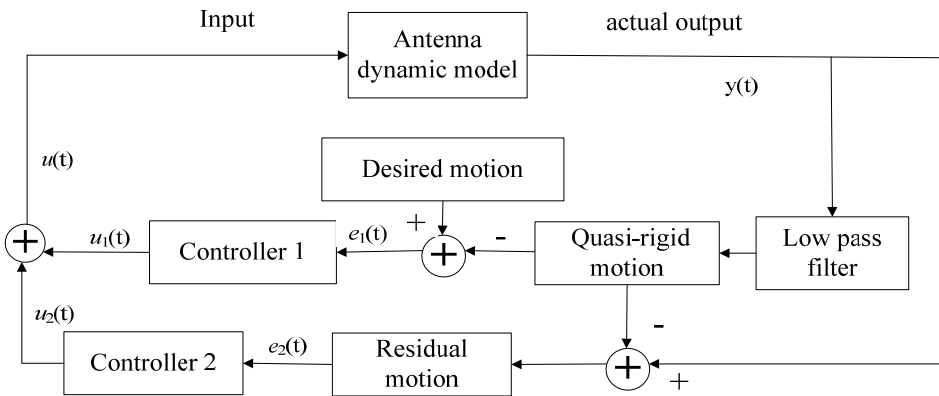 Input
Antenna
dynamic model
actual output
y(t)
u(t)
Desired motion
+
u₁(t)
Controller 1
e₁(t)
+
-
Quasi-rigid
motion
Low pass
filter
+
u₂(t)
Controller 2
e₂(t)
Residual
motion
-
+
+